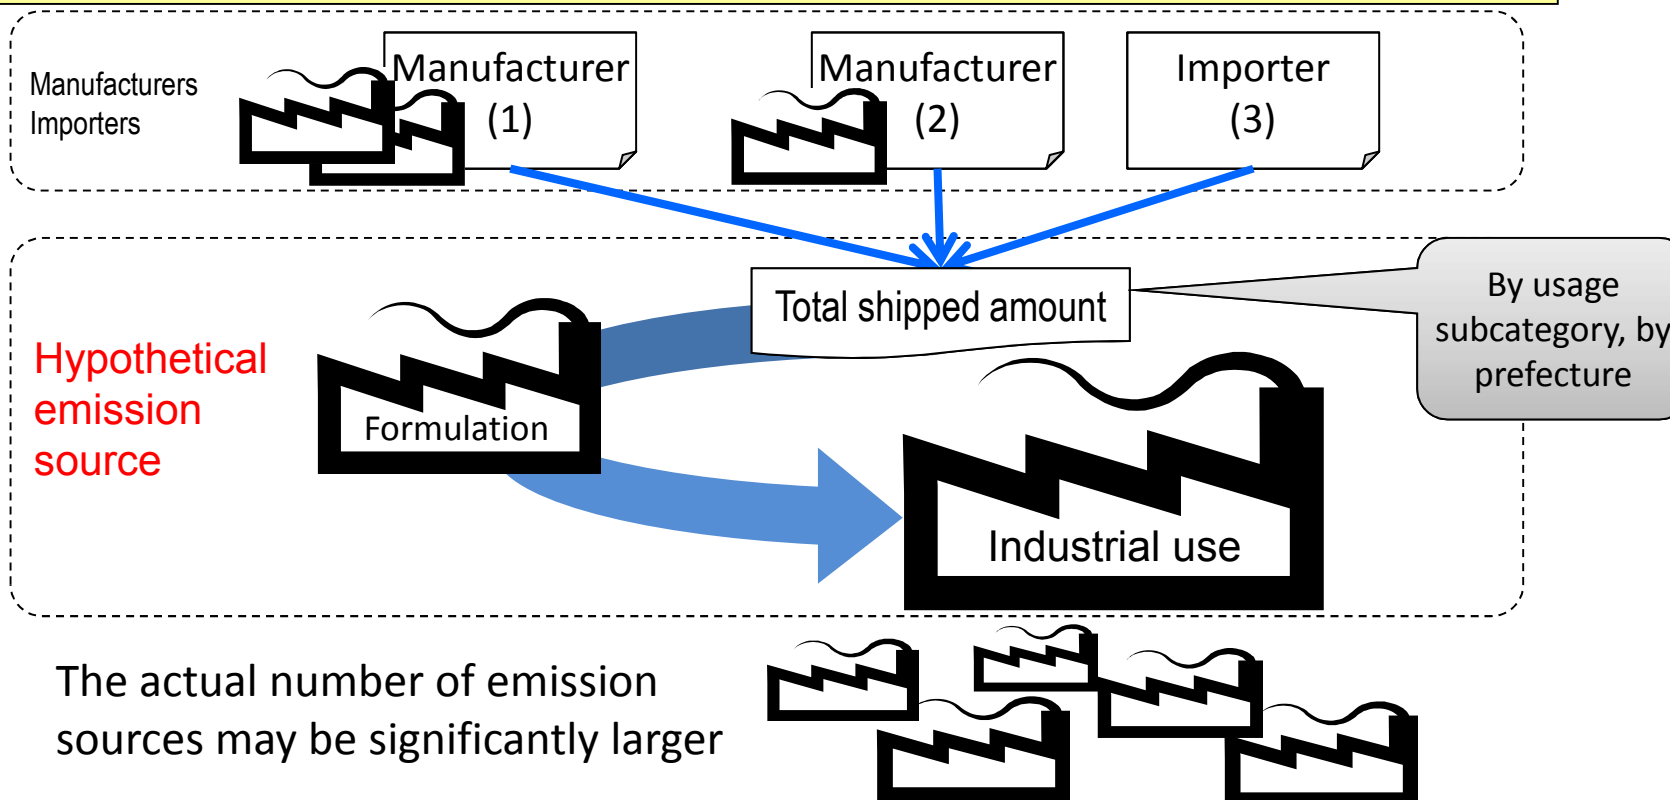 Manufacturers
Importers
Manufacturer
(1)
Manufacturer
(2)
Importer
(3)
Total shipped amount
By usage
subcategory, by
prefecture
Hypothetical
emission
source
Formulation
Industrial use
The actual number of emission
sources may be significantly larger